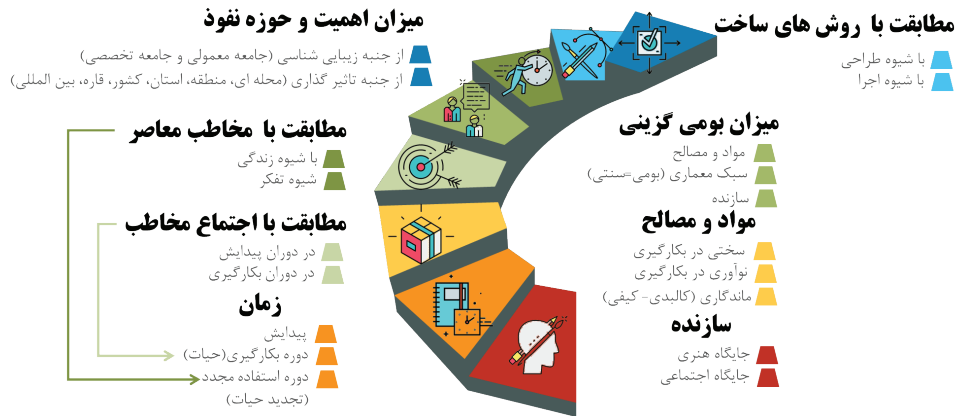 مطابقت با روش های ساخت
با شیوه طراحی
با شیوه اجرا
میزان بومی گزینی
مواد و مصالح
سبک معماری (بومی=سنتی)
سازنده
مواد و مصالح
سختی در بکارگیری
نوآوری در بکارگیری
ماندگاری (کالبدی- کیفی)
سازنده
جایگاه هنری
جایگاه اجتماعی
میزان اهمیت و حوزه نفوذ
از جنبه زیبایی شناسی (جامعه معمولی و جامعه تخصصی)
از جنبه تاثیر گذاری (محله ای، منطقه، استان، کشور، قاره، بین المللی)
مطابقت با مخاطب معاصر
با شیوه زندگی
شیوه تفکر
مطابقت با اجتماع مخاطب
در دوران پیدایش
در دوران بکارگیری
زمان
پیدایش
دوره بکارگیری(حیات)
دوره استفاده مجدد
(تجدید حیات)